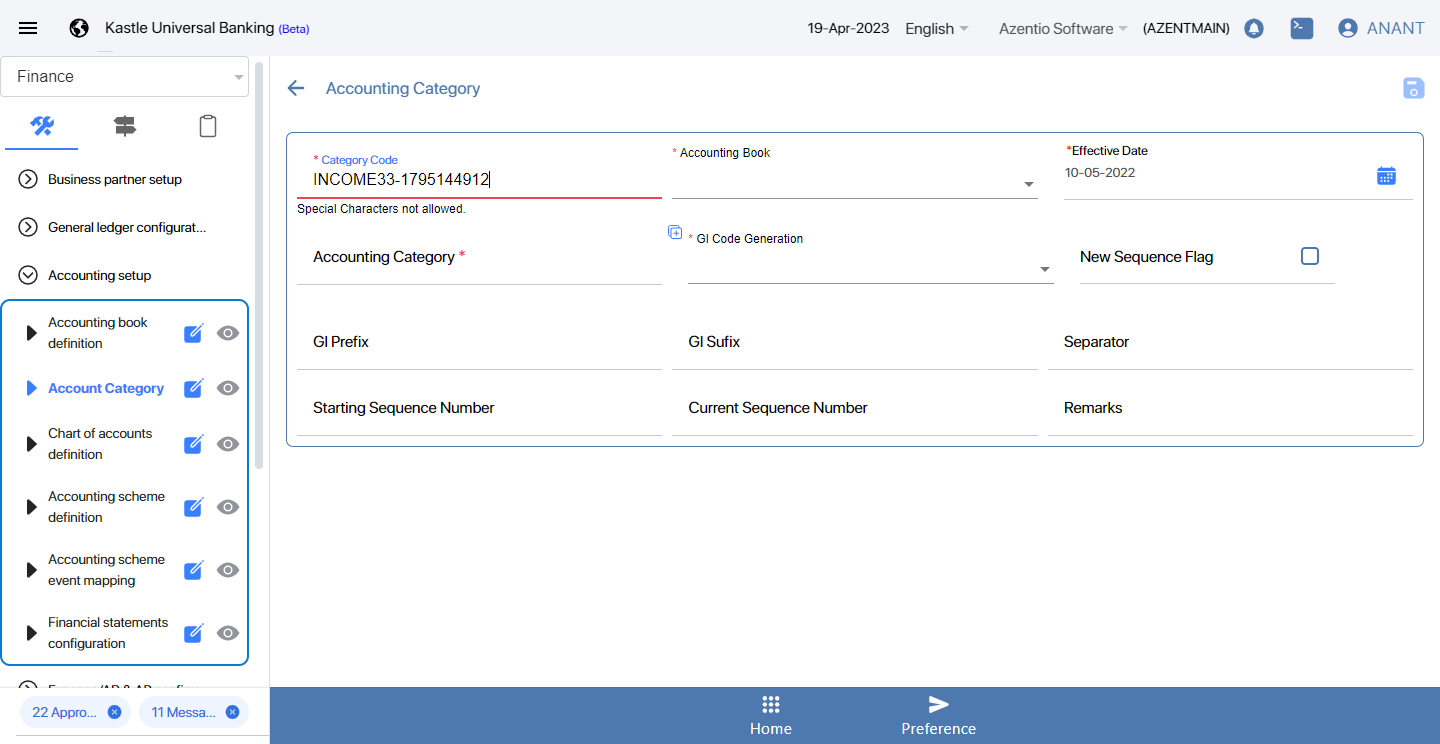 Kastle Universal Banking (Beta)
19-Apr-2023
English
Azentio Software
(AZENTMAIN)
ANANT
Finance
Business partner setup
General ledger configurat...
Accounting setup
Accounting book
definition
Account Category
Chart of accounts
definition
Accounting scheme
definition
Accounting scheme
event mapping
Financial statements
configuration
22 Appro...
11 Messa...
Accounting Category
* Category Code
INCOME33-1795144912
Special Characters not allowed.
* Accounting Book
*Effective Date
10-05-2022
Accounting Category *
* Gl Code Generation
New Sequence Flag
Gl Prefix
Gl Sufix
Separator
Starting Sequence Number
Current Sequence Number
Remarks
Home
Preference